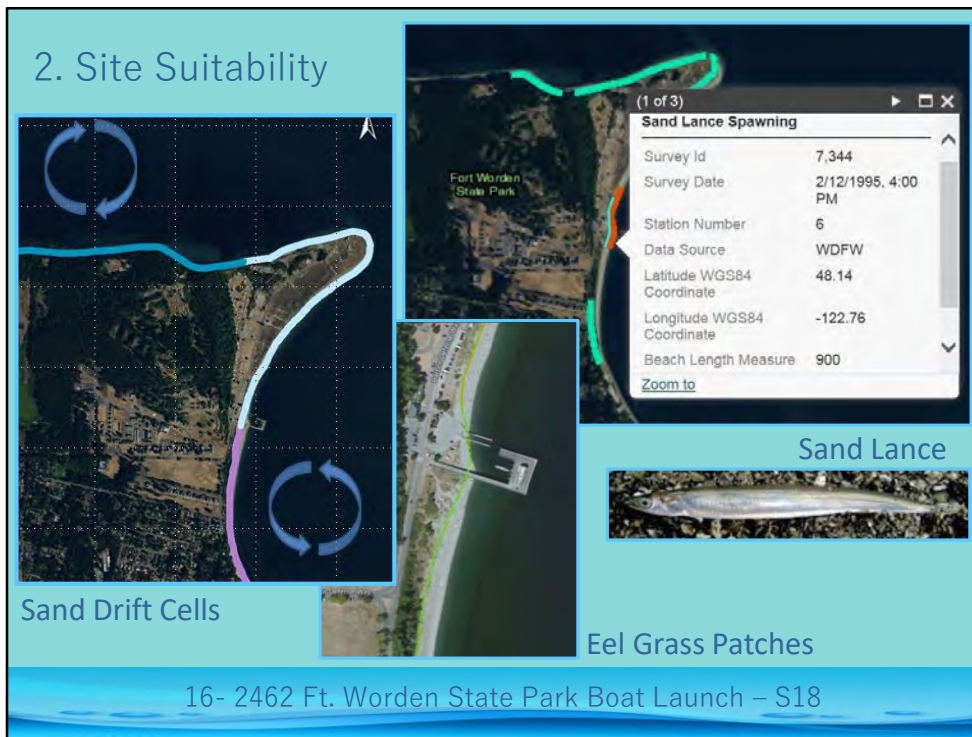 2. Site Suitability
Fort Worden
State Park
(1 of 3)
Sand Lance Spawning
Survey Id 7,344
Survey Date 2/12/1995, 4:00
PM
Station Number 6
Data Source WDFW
Latitude WGS84 48.14
Coordinate
Longitude WGS84 -122.76
Coordinate
Beach Length Measure 900
Zoom to
Sand Lance
Sand Drift Cells
Eel Grass Patches
16- 2462 Ft. Worden State Park Boat Launch – S18